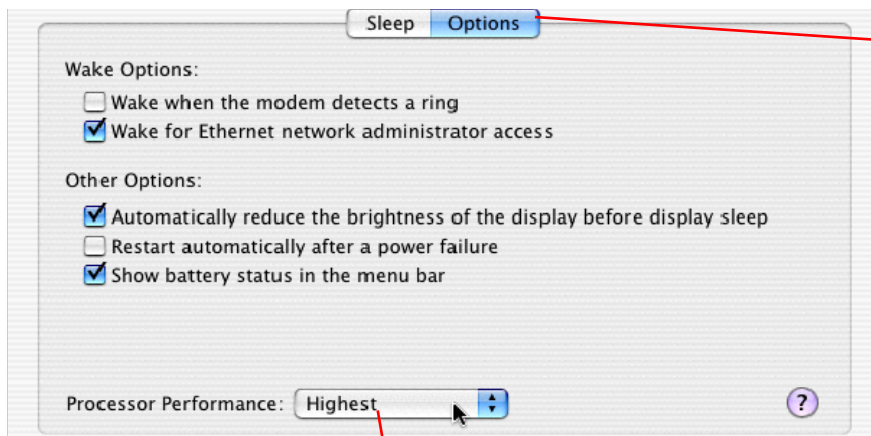 Sleep Options
Wake Options:
Wake when the modem detects a ring
Wake for Ethernet network administrator access
Other Options:
Automatically reduce the brightness of the display before display sleep
Restart automatically after a power failure
Show battery status in the menu bar
Processor Performance: Highest ?